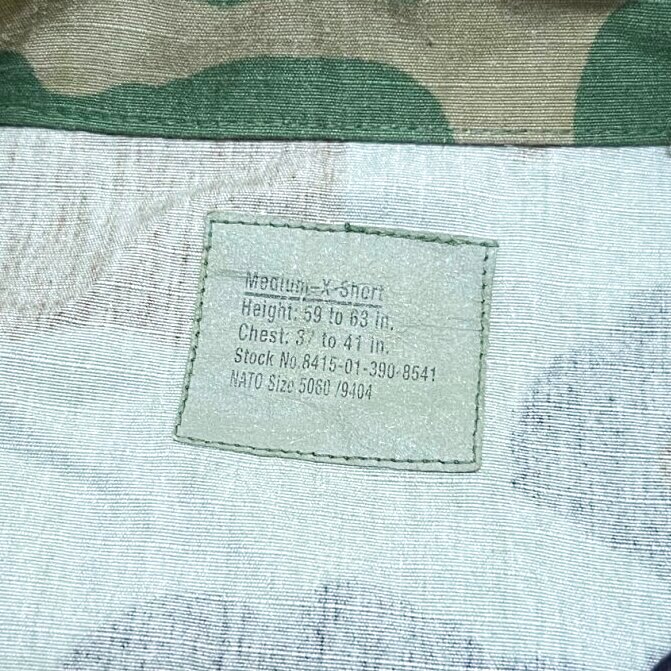 Medium-X-Short
Height: 59 to 63 in.
Chest: 37 to 41 in.
Stock No.8415-01-390-8541
NATO Size 5060 /9404